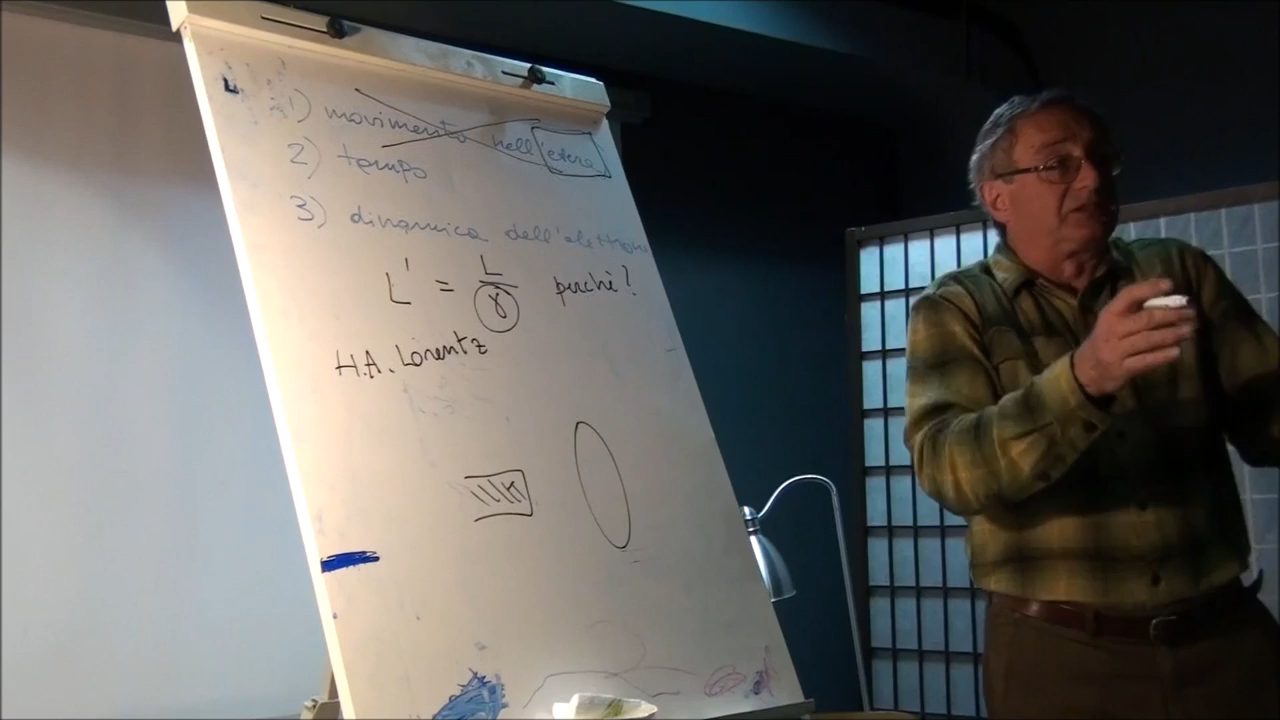 1) movimento nell'etere
2) tempo
3) dinamica dell'elettrone
L' = L/γ perchè?
H.A. Lorentz